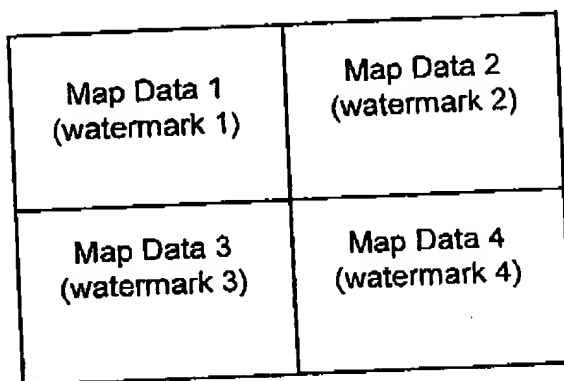 Map Data 1
(watermark 1)
Map Data 2
(watermark 2)
Map Data 3
(watermark 3)
Map Data 4
(watermark 4)